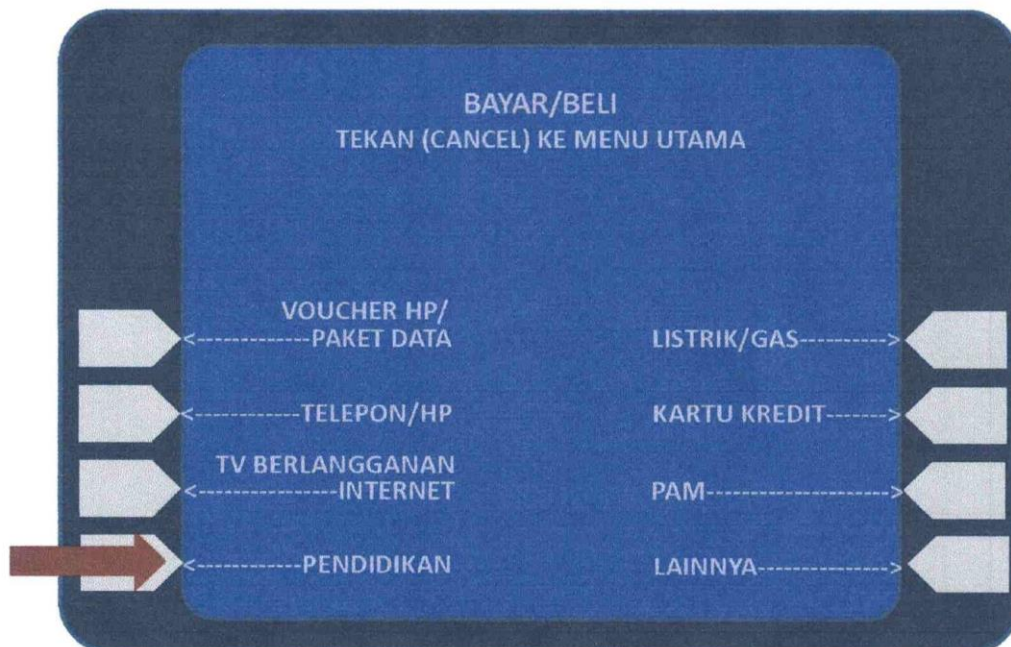 BAYAR/BELI
TEKAN (CANCEL) KE MENU UTAMA
VOUCHER HP/
<------------PAKET DATA
LISTRIK/GAS---------->
<------------TELEPON/HP
KARTU KREDIT------->
TV BERLANGGANAN
<---------------INTERNET
PAM-------------------->
<-----------PENDIDIKAN
LAINNYA-------------->